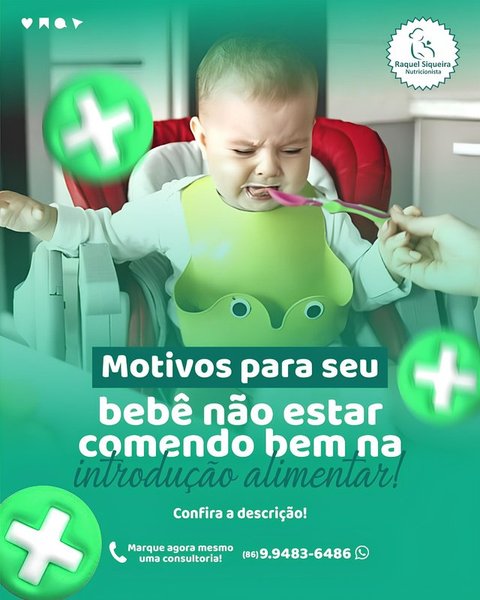 Raquel Siqueira
Nutricionista
Motivos para seu
bebê não estar
comendo bem na
introdução alimentar!
Confira a descrição!
Marque agora mesmo
uma consultoria!
(86)9.9483-6486